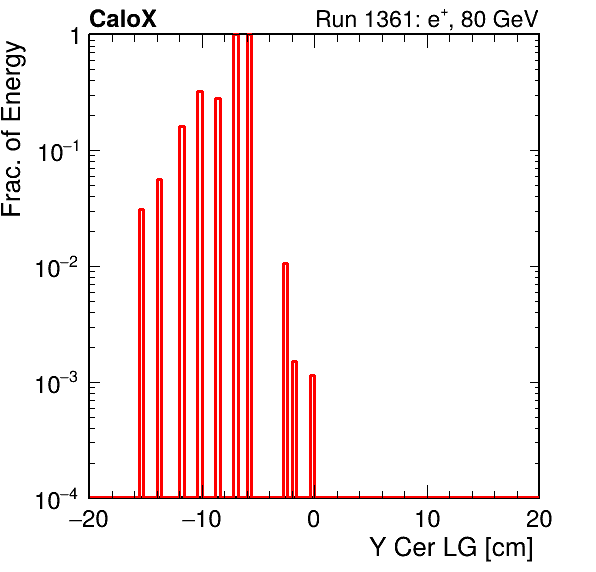 CaloX Run 1361: e⁺, 80 GeV
Frac. of Energy
1
10⁻¹
10⁻²
10⁻³
10⁻⁴
−20 −10 0 10 20
Y Cer LG [cm]